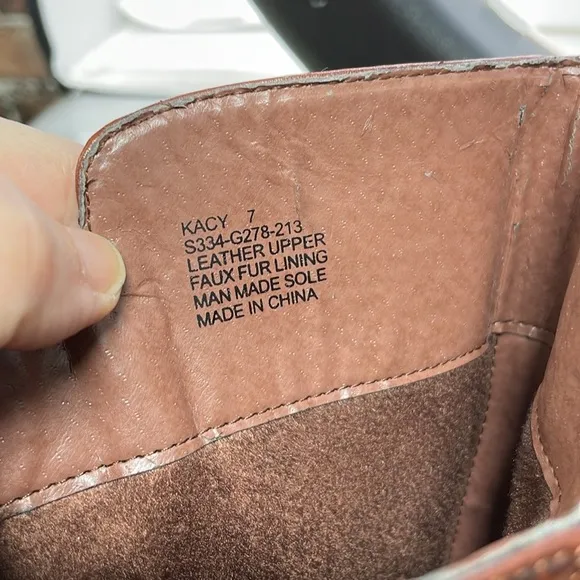 KACY 7
S334-G278-213
LEATHER UPPER
FAUX FUR LINING
MAN MADE SOLE
MADE IN CHINA